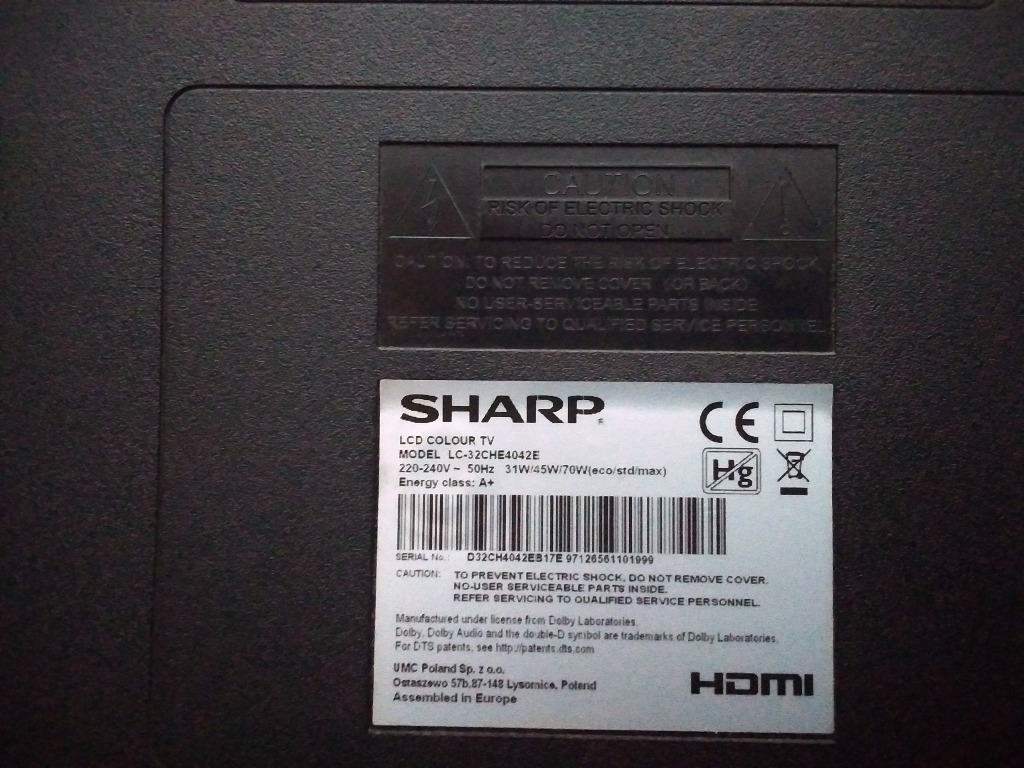 CAUTION
RISK OF ELECTRIC SHOCK
DO NOT OPEN
CAUTION: TO REDUCE THE RISK OF ELECTRIC SHOCK,
DO NOT REMOVE COVER (OR BACK)
NO USER-SERVICEABLE PARTS INSIDE
REFER SERVICING TO QUALIFIED SERVICE PERSONNEL.
SHARP®
CE
LCD COLOUR TV
MODEL LC-32CHE4042E
220-240V ~ 50Hz 31W/45W/70W(eco/std/max)
Hg
Energy class: A+
SERIAL No.: D32CH4042EB17E 97126561101999
CAUTION: TO PREVENT ELECTRIC SHOCK, DO NOT REMOVE COVER.
NO-USER SERVICEABLE PARTS INSIDE.
REFER SERVICING TO QUALIFIED SERVICE PERSONNEL.
Manufactured under license from Dolby Laboratories.
Dolby, Dolby Audio and the double-D symbol are trademarks of Dolby Laboratories.
For DTS patents, see http://patents.dts.com
UMC Poland Sp. z o.o.
Ostaszewo 57b,87-148 Lysomice, Poland
Assembled in Europe
HDMI